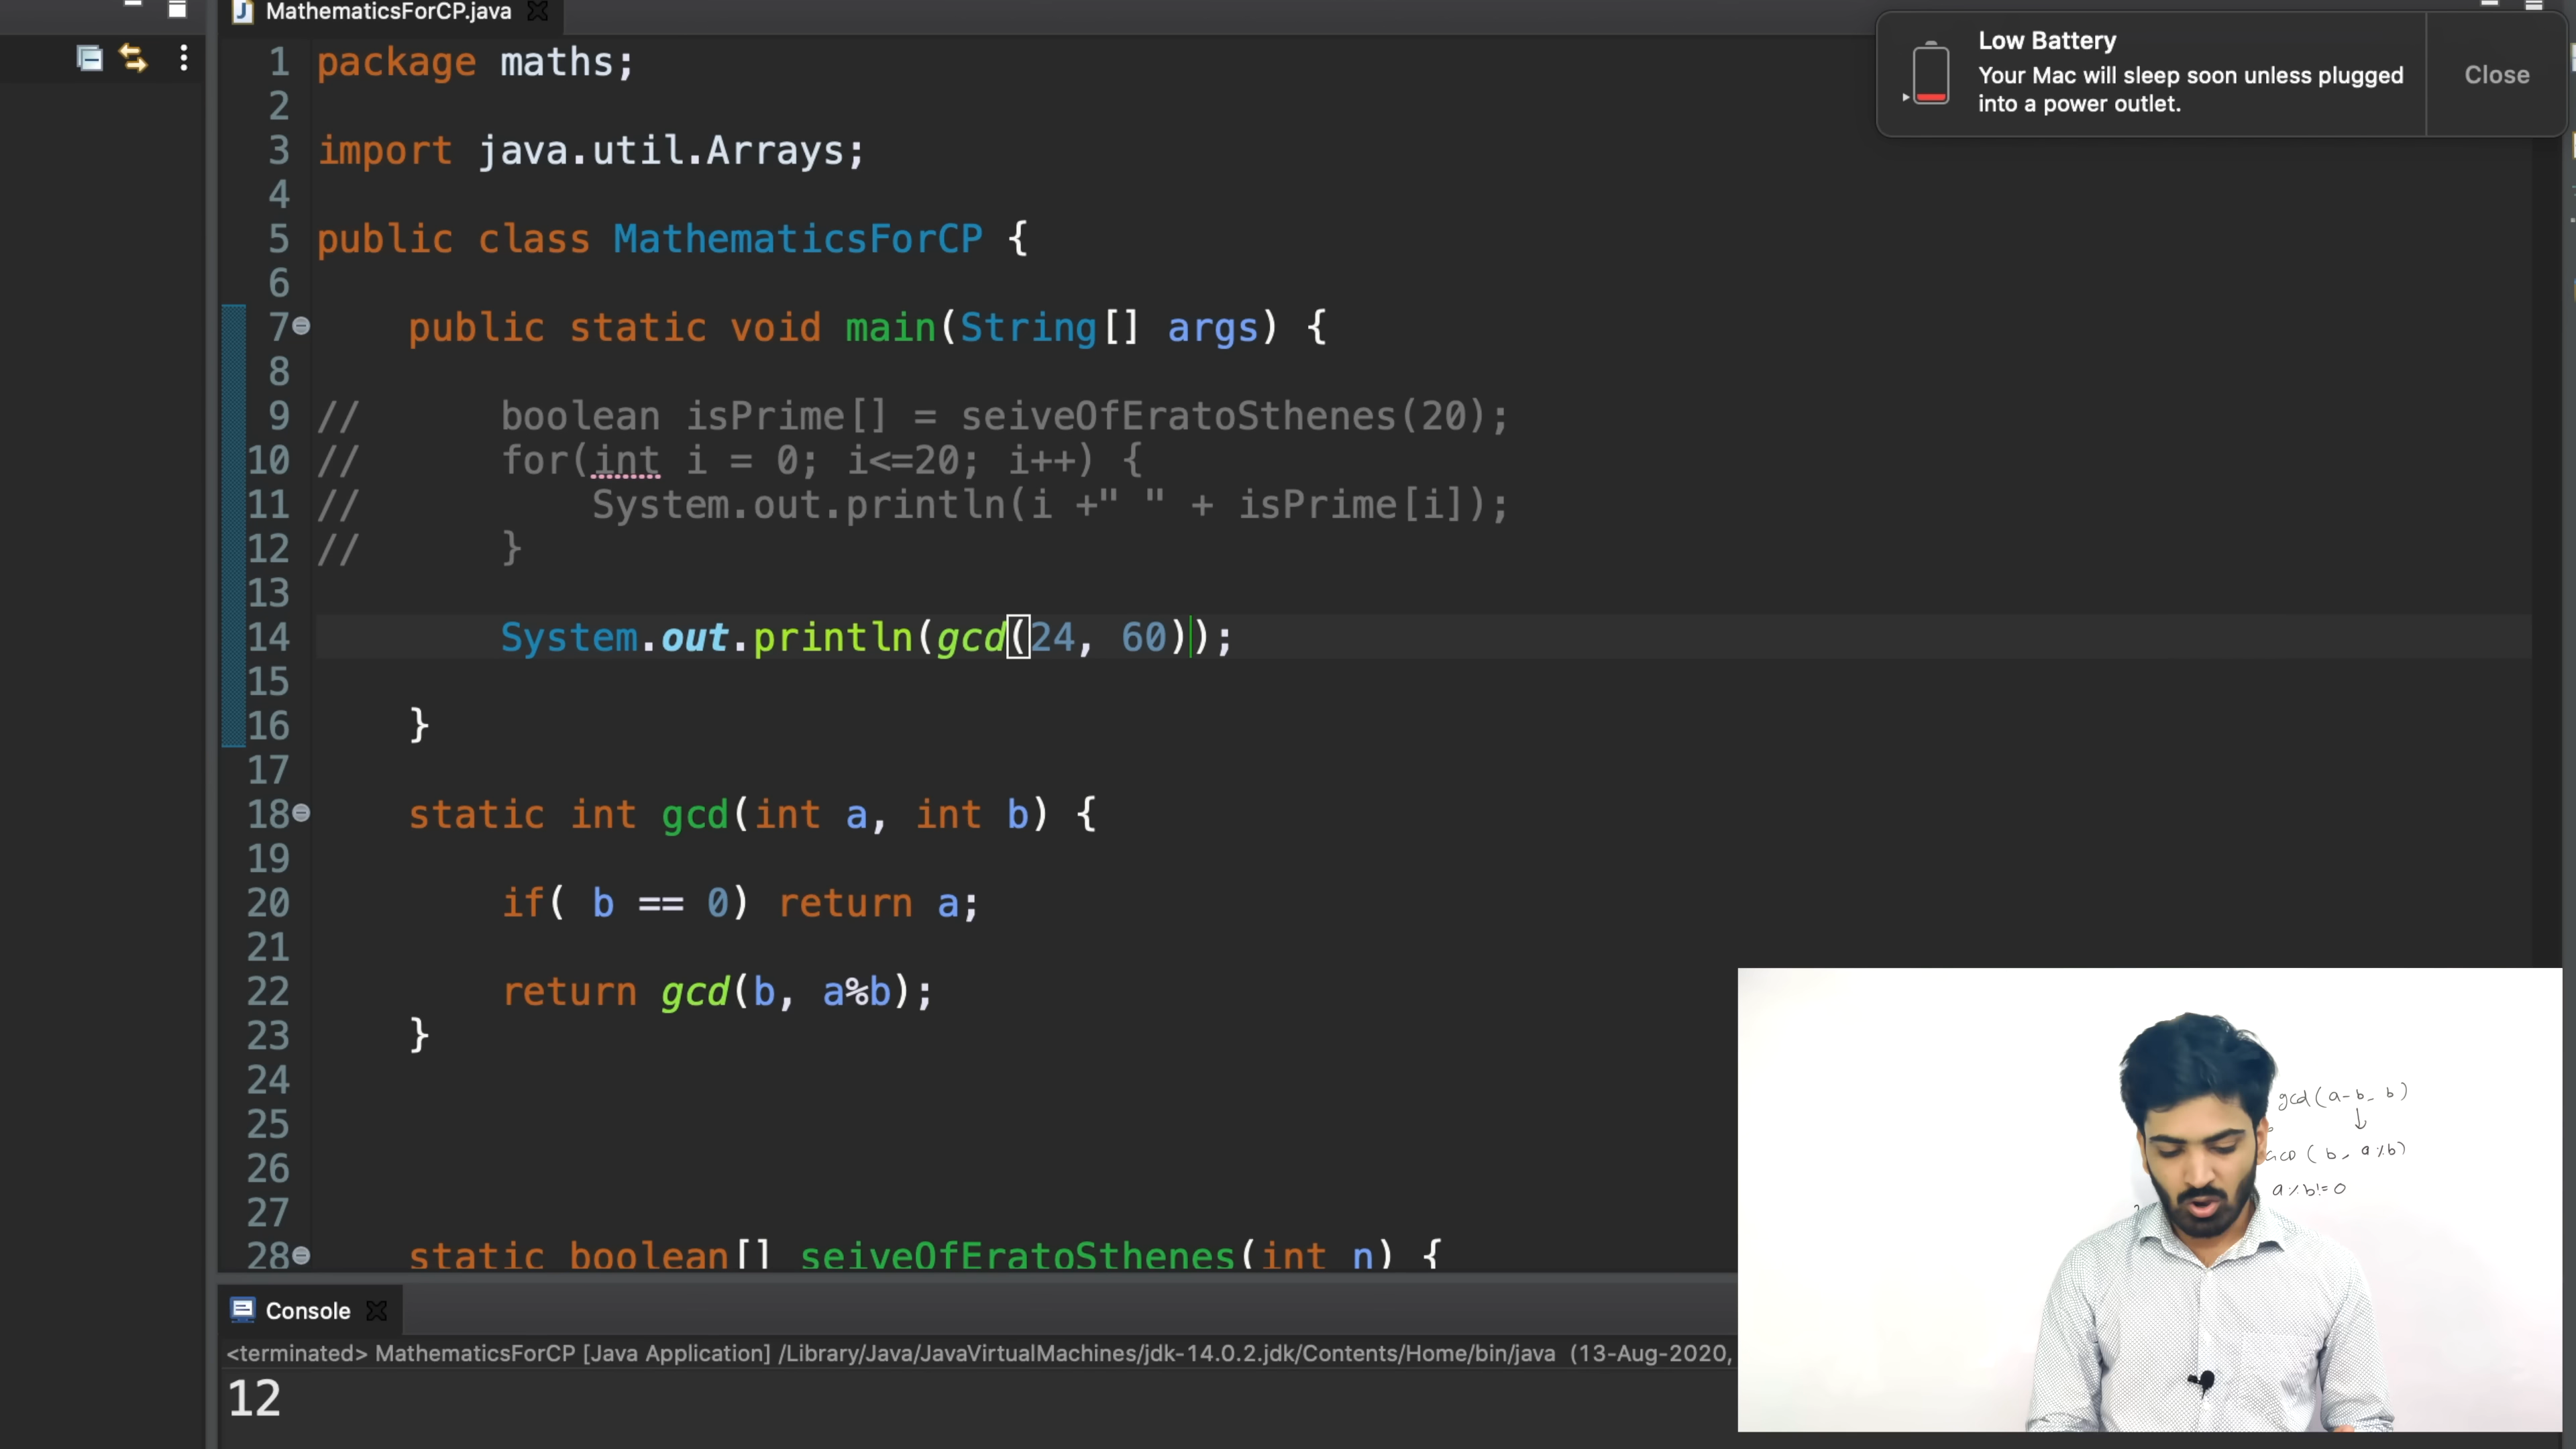 MathematicsForCP.java
Low Battery
Your Mac will sleep soon unless plugged
into a power outlet.
Close
1 package maths;
2
3 import java.util.Arrays;
4
5 public class MathematicsForCP {
6
7 public static void main(String[] args) {
8
9 // boolean isPrime[] = seiveOfEratoSthenes(20);
10 // for(int i = 0; i<=20; i++) {
11 // System.out.println(i +" " + isPrime[i]);
12 // }
13
14 System.out.println(gcd(24, 60));
15
16 }
17
18 static int gcd(int a, int b) {
19
20 if( b == 0) return a;
21
22 return gcd(b, a%b);
23 }
24
25
26
27
28 static boolean[] seiveOfEratoSthenes(int n) {
gcd(a-b, b)
(b, a%b)
a%b!=0
Console
<terminated> MathematicsForCP [Java Application] /Library/Java/JavaVirtualMachines/jdk-14.0.2.jdk/Contents/Home/bin/java (13-Aug-2020,
12